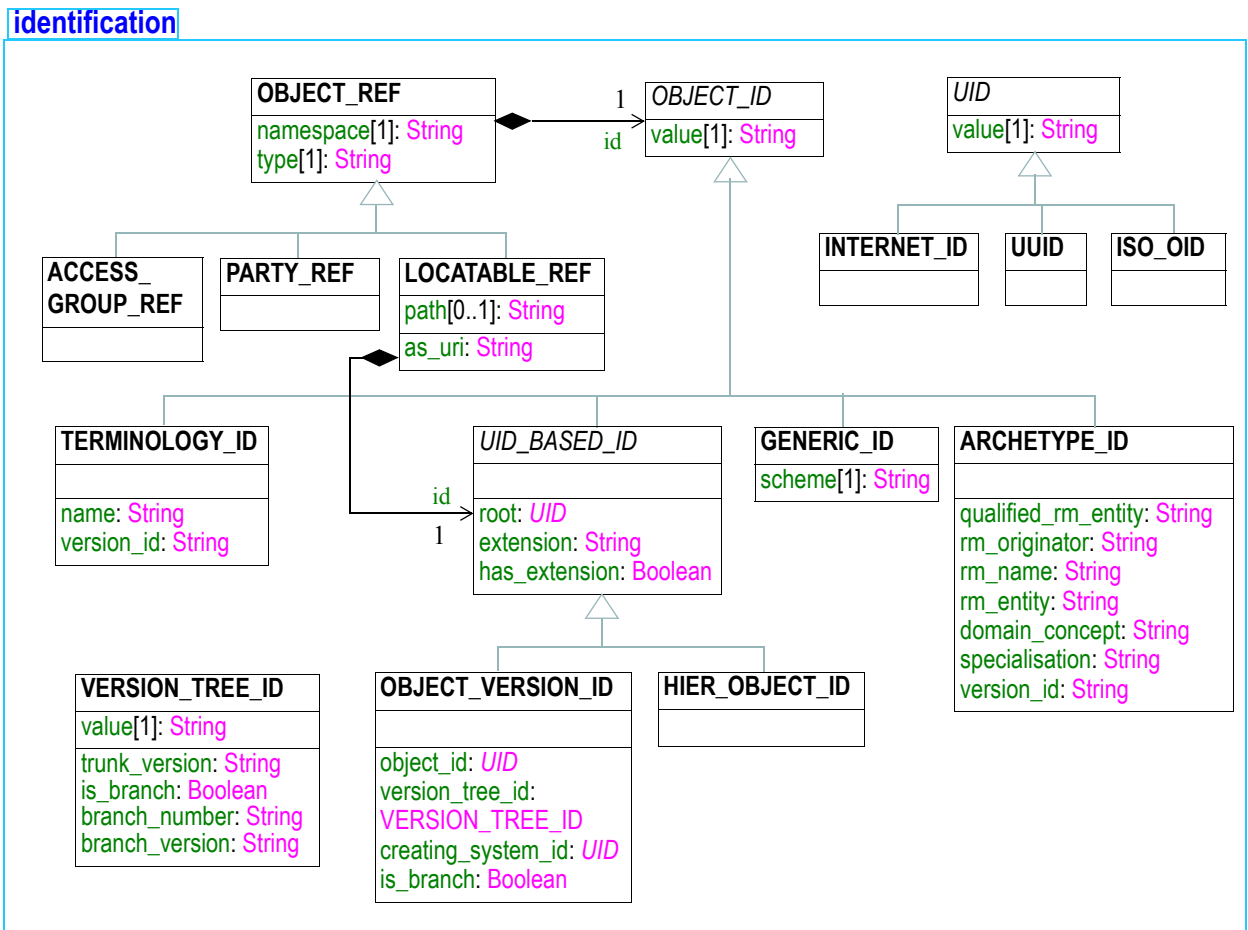 identification
OBJECT_REF
namespace[1]: String
type[1]: String
1
id
OBJECT_ID
value[1]: String
UID
value[1]: String
ACCESS_
GROUP_REF
PARTY_REF
LOCATABLE_REF
path[0..1]: String
as_uri: String
INTERNET_ID
UUID
ISO_OID
TERMINOLOGY_ID
name: String
version_id: String
id
1
UID_BASED_ID
root: UID
extension: String
has_extension: Boolean
GENERIC_ID
scheme[1]: String
ARCHETYPE_ID
qualified_rm_entity: String
rm_originator: String
rm_name: String
rm_entity: String
domain_concept: String
specialisation: String
version_id: String
VERSION_TREE_ID
value[1]: String
trunk_version: String
is_branch: Boolean
branch_number: String
branch_version: String
OBJECT_VERSION_ID
object_id: UID
version_tree_id:
VERSION_TREE_ID
creating_system_id: UID
is_branch: Boolean
HIER_OBJECT_ID